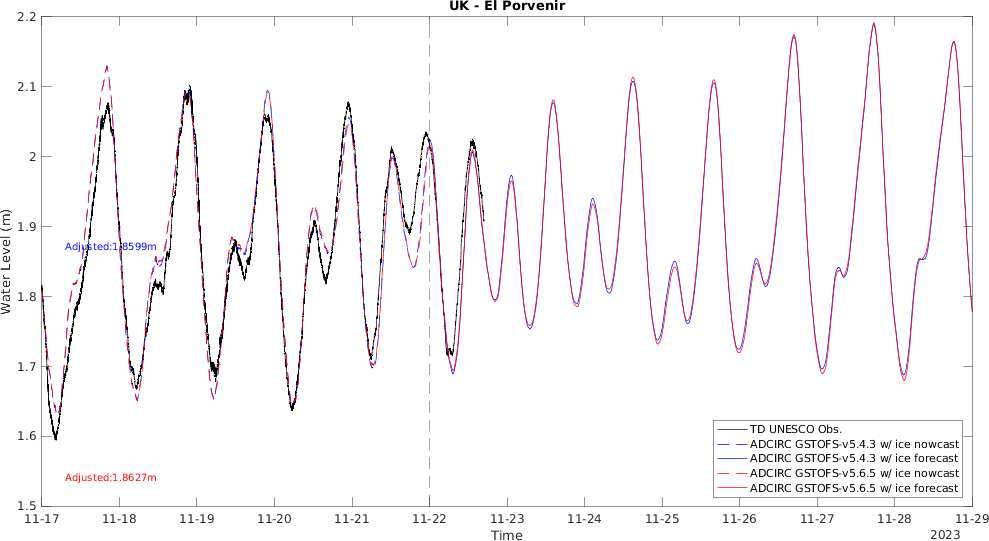 UK - El Porvenir
2.2
2.1
2
1.9
1.8
1.7
1.6
1.5
Water Level (m)
Adjusted:1.8599m
Adjusted:1.8627m
TD UNESCO Obs.
ADCIRC GSTOFS-v5.4.3 w/ ice nowcast
ADCIRC GSTOFS-v5.4.3 w/ ice forecast
ADCIRC GSTOFS-v5.6.5 w/ ice nowcast
ADCIRC GSTOFS-v5.6.5 w/ ice forecast
11-17 11-18 11-19 11-20 11-21 11-22 11-23 11-24 11-25 11-26 11-27 11-28 11-29
Time
2023